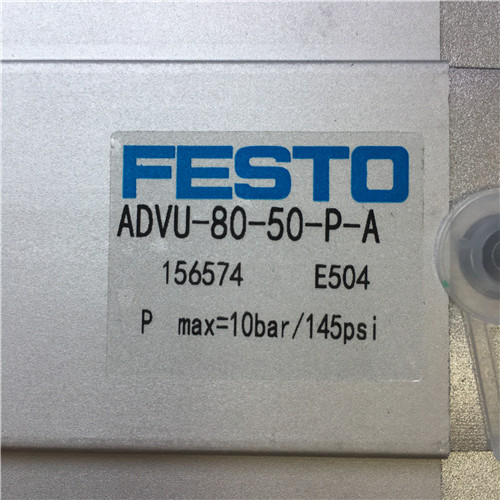 FESTO
ADVU-80-50-P-A
156574 E504
P max=10bar/145psi